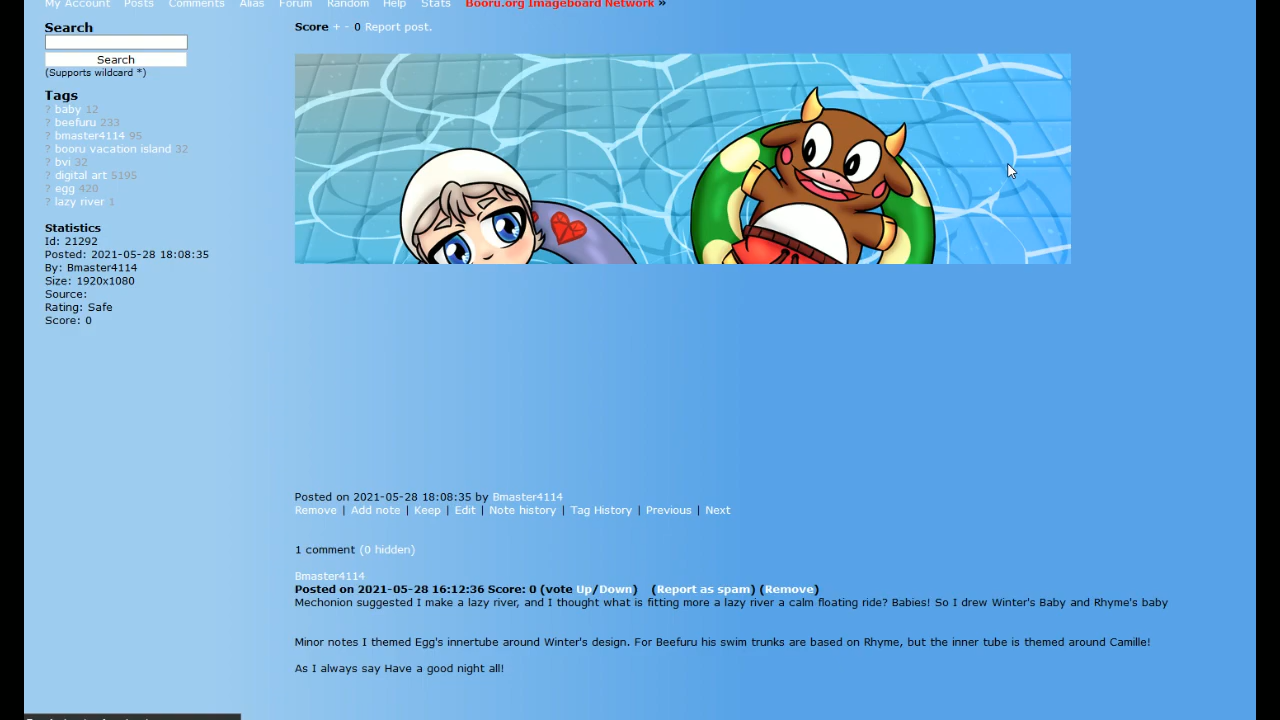 My Account Posts Comments Alias Forum Random Help Stats Booru.org Imageboard Network »
Search
Search
(Supports wildcard *)
Tags
? baby 12
? beefuru 233
? bmaster4114 95
? booru vacation island 32
? bvi 32
? digital art 5195
? egg 420
? lazy river 1
Statistics
Id: 21292
Posted: 2021-05-28 18:08:35
By: Bmaster4114
Size: 1920x1080
Source:
Rating: Safe
Score: 0
Score + - 0 Report post.
Posted on 2021-05-28 18:08:35 by Bmaster4114
Remove | Add note | Keep | Edit | Note history | Tag History | Previous | Next
1 comment (0 hidden)
Bmaster4114
Posted on 2021-05-28 16:12:36 Score: 0 (vote Up/Down) (Report as spam) (Remove)
Mechonion suggested I make a lazy river, and I thought what is fitting more a lazy river a calm floating ride? Babies! So I drew Winter's Baby and Rhyme's baby
Minor notes I themed Egg's innertube around Winter's design. For Beefuru his swim trunks are based on Rhyme, but the inner tube is themed around Camille!
As I always say Have a good night all!